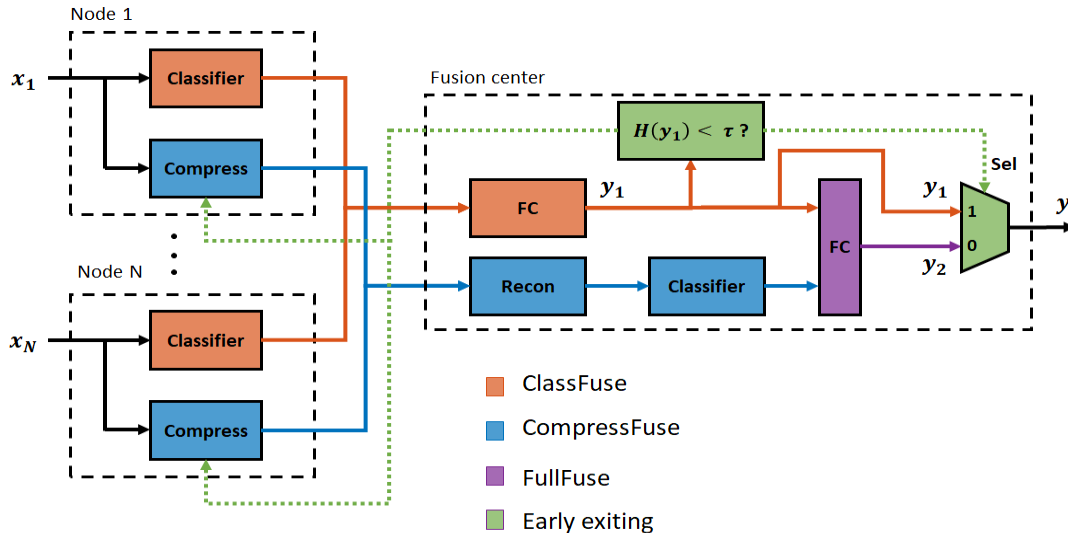 Node 1
x₁
Classifier
Compress
Node N
x_N
Classifier
Compress
Fusion center
H(y₁) < τ ?
FC
y₁
Recon
Classifier
FC
Sel
y₁
1
0
y₂
y
ClassFuse
CompressFuse
FullFuse
Early exiting